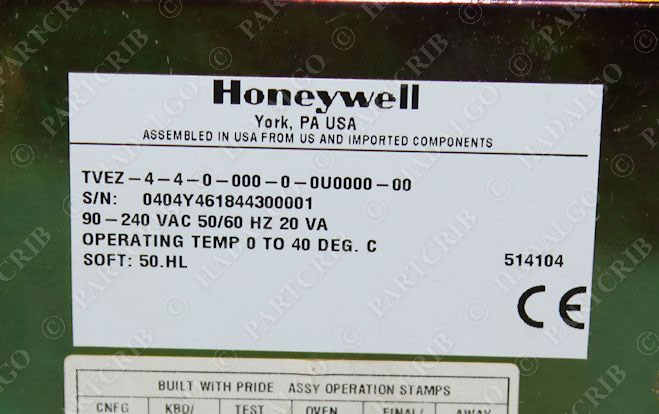 Honeywell
York, PA USA
ASSEMBLED IN USA FROM US AND IMPORTED COMPONENTS
TVEZ-4-4-0-000-0-0U0000-00
S/N: 0404Y461844300001
90-240 VAC 50/60 HZ 20 VA
OPERATING TEMP 0 TO 40 DEG. C
SOFT: 50.HL 514104
CE
BUILT WITH PRIDE ASSY OPERATION STAMPS
CNFG KBD/ TEST OVEN FINAL/ AWAY
© PARTCRIB © HADALGO